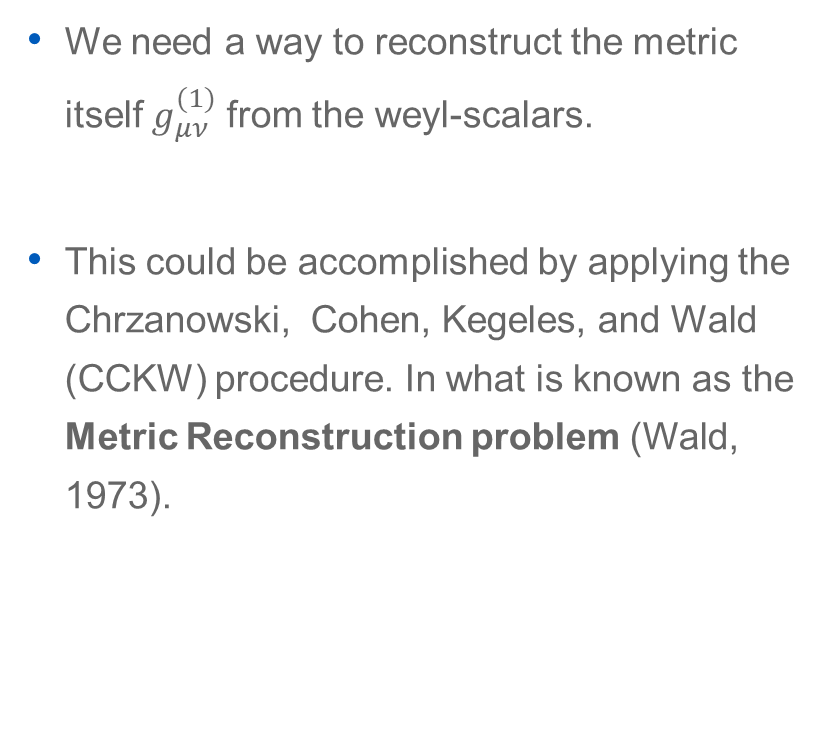 • We need a way to reconstruct the metric
itself $g_{\mu\nu}^{(1)}$ from the weyl-scalars.
• This could be accomplished by applying the
Chrzanowski,  Cohen, Kegeles, and Wald
(CCKW) procedure. In what is known as the
Metric Reconstruction problem (Wald,
1973).